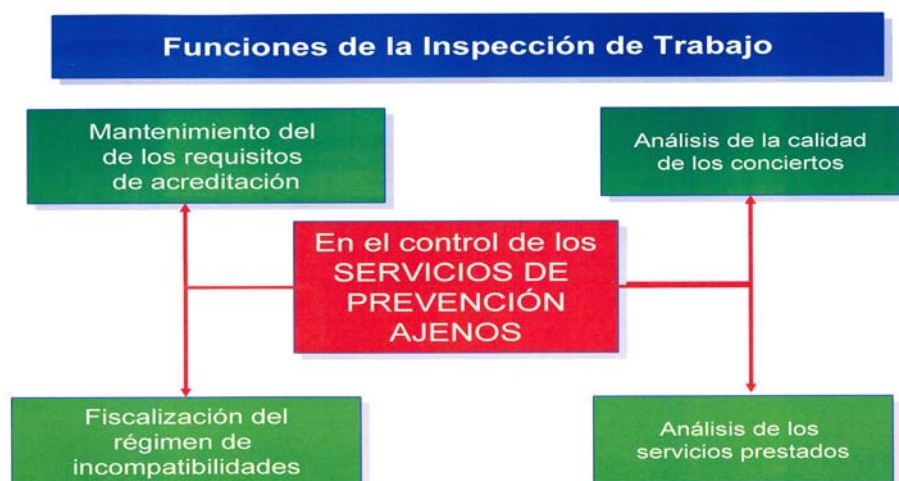 Funciones de la Inspección de Trabajo
Mantenimiento del
de los requisitos
de acreditación
Análisis de la calidad
de los conciertos
En el control de los
SERVICIOS DE
PREVENCIÓN
AJENOS
Fiscalización del
régimen de
incompatibilidades
Análisis de los
servicios prestados